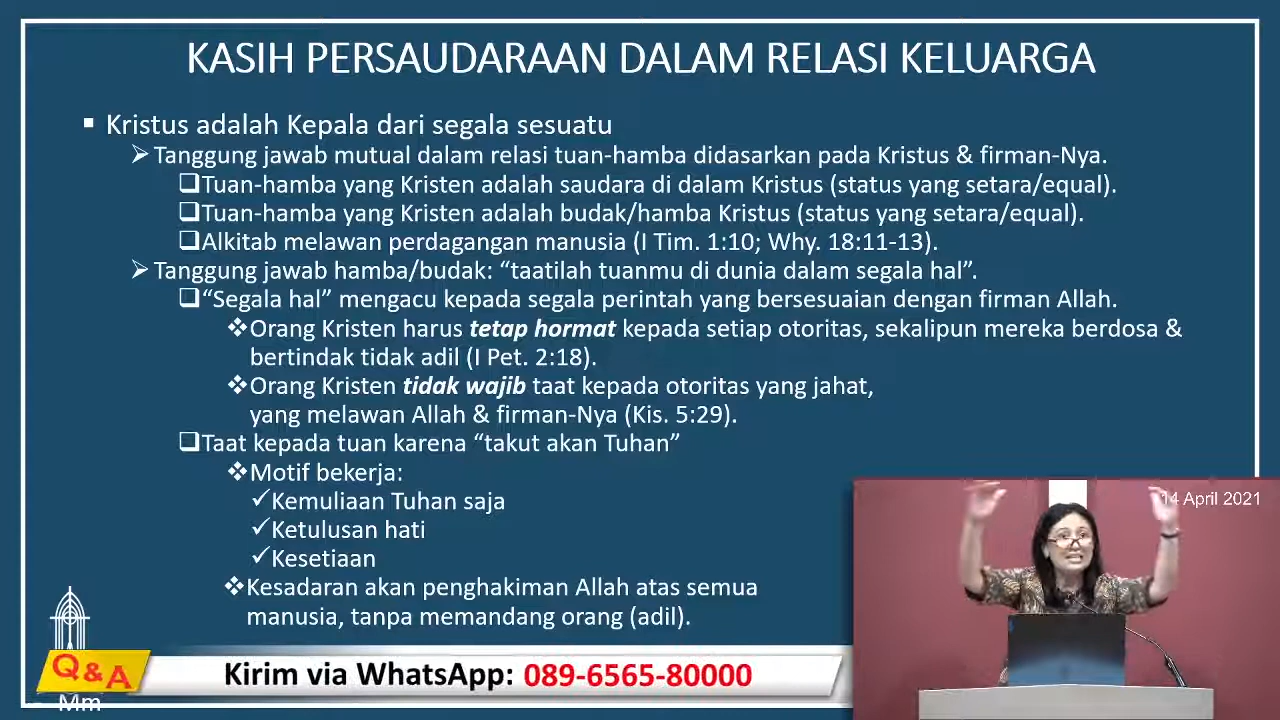 KASIH PERSAUDARAAN DALAM RELASI KELUARGA
▪ Kristus adalah Kepala dari segala sesuatu
➢Tanggung jawab mutual dalam relasi tuan-hamba didasarkan pada Kristus & firman-Nya.
❑Tuan-hamba yang Kristen adalah saudara di dalam Kristus (status yang setara/equal).
❑Tuan-hamba yang Kristen adalah budak/hamba Kristus (status yang setara/equal).
❑Alkitab melawan perdagangan manusia (I Tim. 1:10; Why. 18:11-13).
➢Tanggung jawab hamba/budak: “taatilah tuanmu di dunia dalam segala hal”.
❑“Segala hal” mengacu kepada segala perintah yang bersesuaian dengan firman Allah.
❖Orang Kristen harus tetap hormat kepada setiap otoritas, sekalipun mereka berdosa &
bertindak tidak adil (I Pet. 2:18).
❖Orang Kristen tidak wajib taat kepada otoritas yang jahat,
yang melawan Allah & firman-Nya (Kis. 5:29).
❑Taat kepada tuan karena “takut akan Tuhan”
❖Motif bekerja:
✓Kemuliaan Tuhan saja
✓Ketulusan hati
✓Kesetiaan
❖Kesadaran akan penghakiman Allah atas semua
manusia, tanpa memandang orang (adil).
14 April 2021
Q&A
Kirim via WhatsApp: 089-6565-80000
Mm